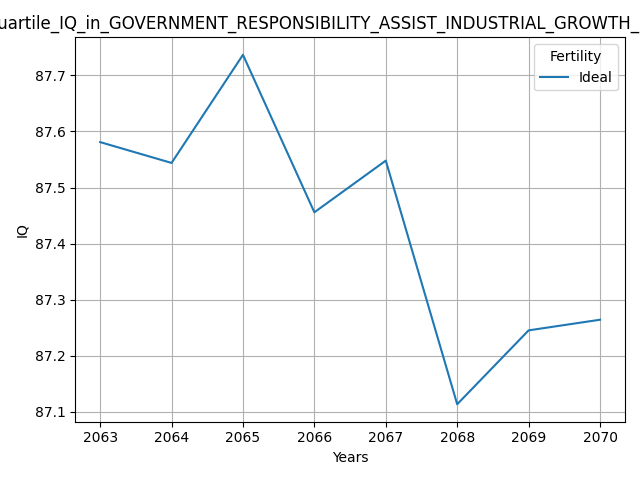 uartile_IQ_in_GOVERNMENT_RESPONSIBILITY_ASSIST_INDUSTRIAL_GROWTH_
Fertility
Ideal
87.7
87.6
87.5
87.4
87.3
87.2
87.1
IQ
2063 2064 2065 2066 2067 2068 2069 2070
Years